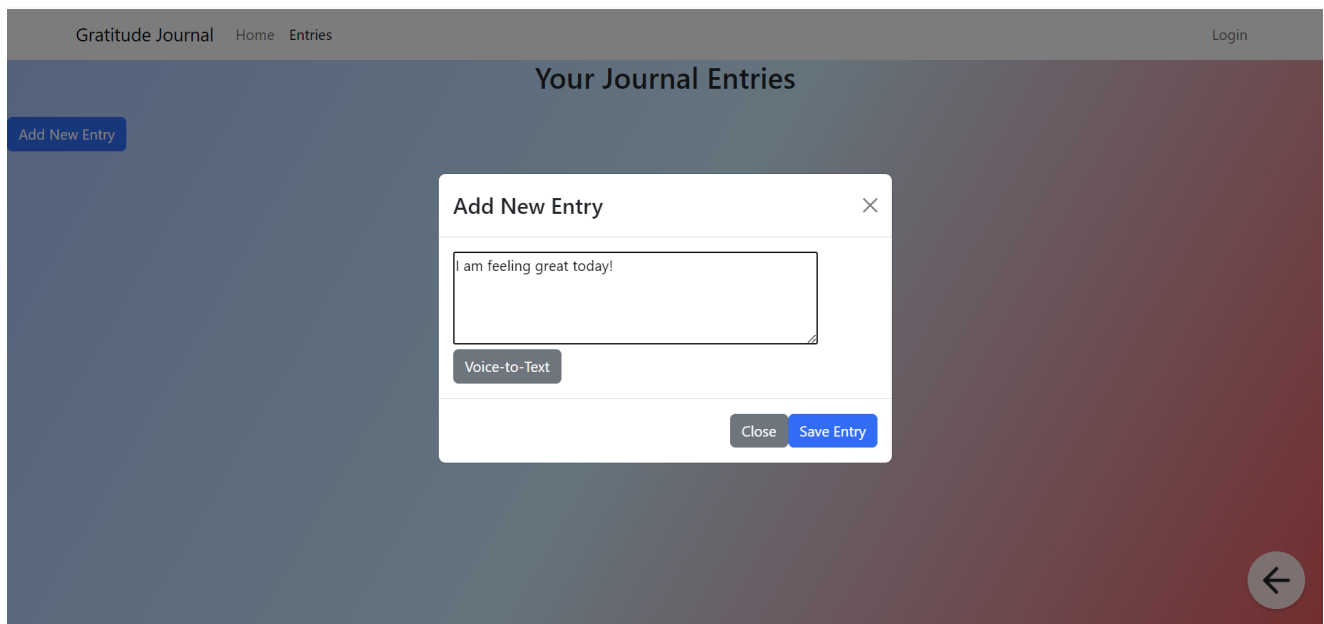 Gratitude Journal Home Entries Login
Your Journal Entries
Add New Entry
Add New Entry
I am feeling great today!
Voice-to-Text
Close Save Entry